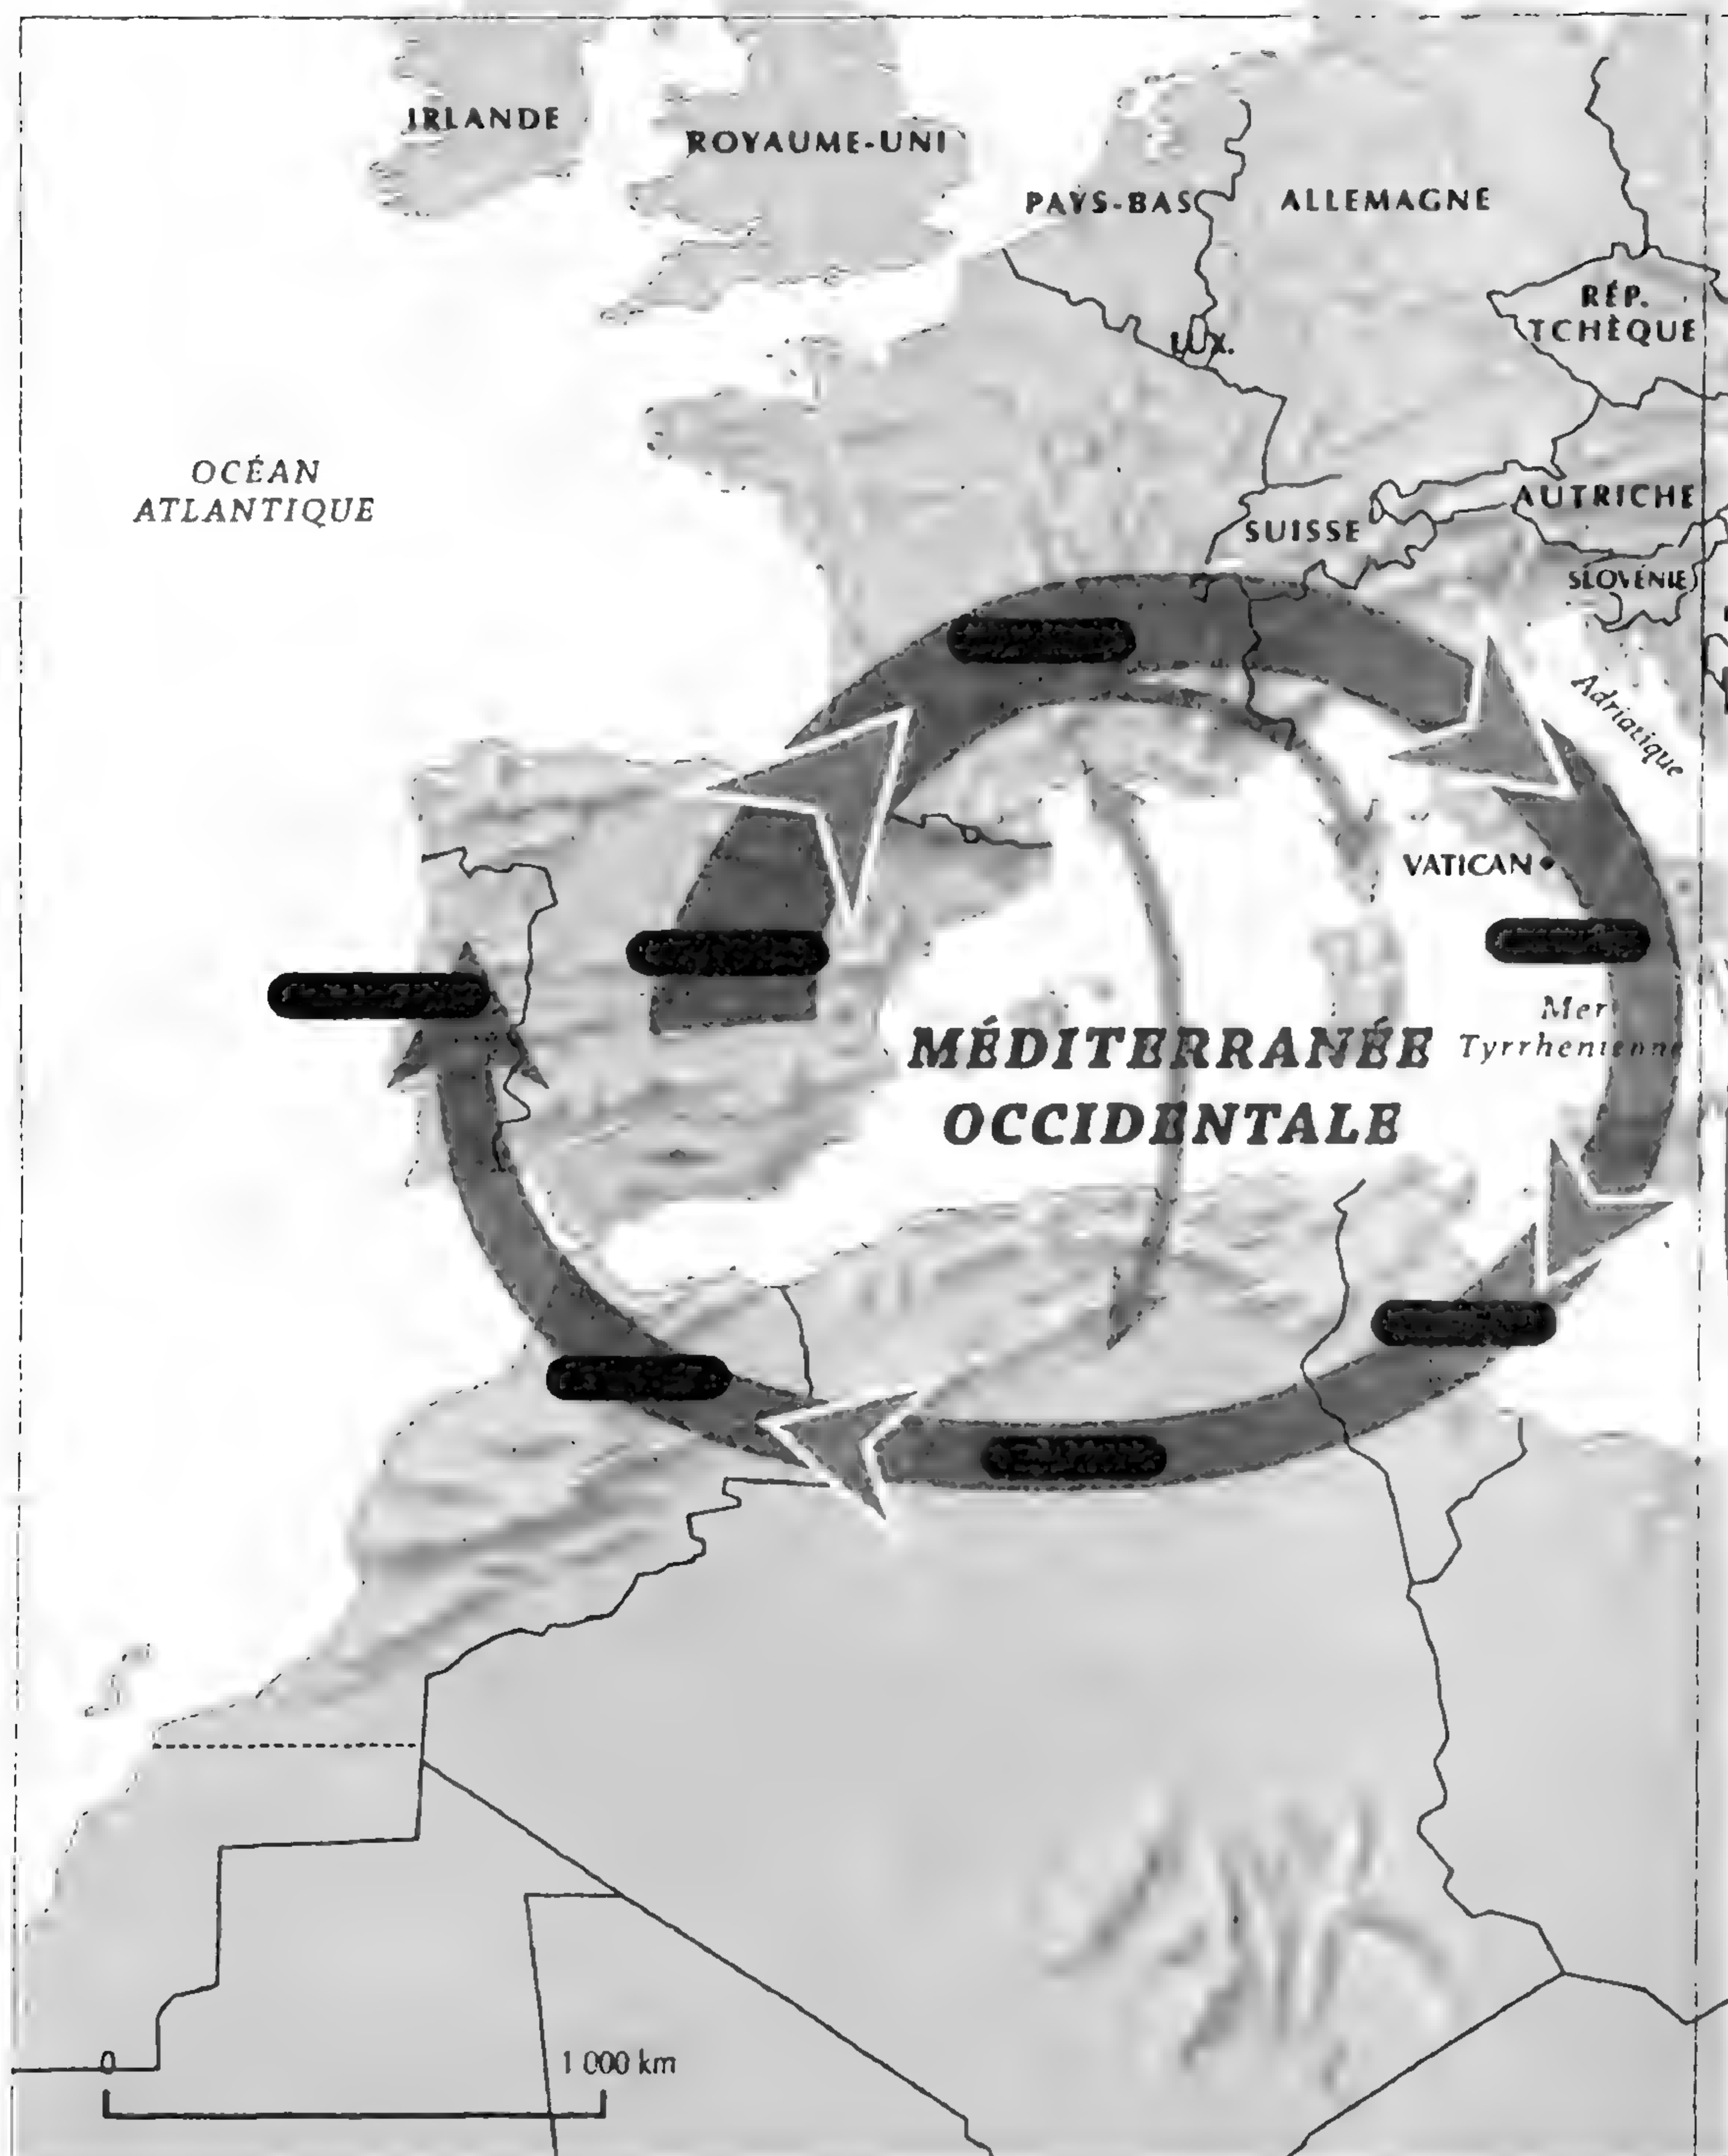 IRLANDE
ROYAUME-UNI
PAYS-BAS
ALLEMAGNE
RÉP.
TCHÈQUE
LUX.
OCÉAN
ATLANTIQUE
AUTRICHE
SUISSE
SLOVÉNIE
Adriatique
VATICAN
Mer
Tyrrhenienne
MÉDITERRANÉE
OCCIDENTALE
0
1 000 km